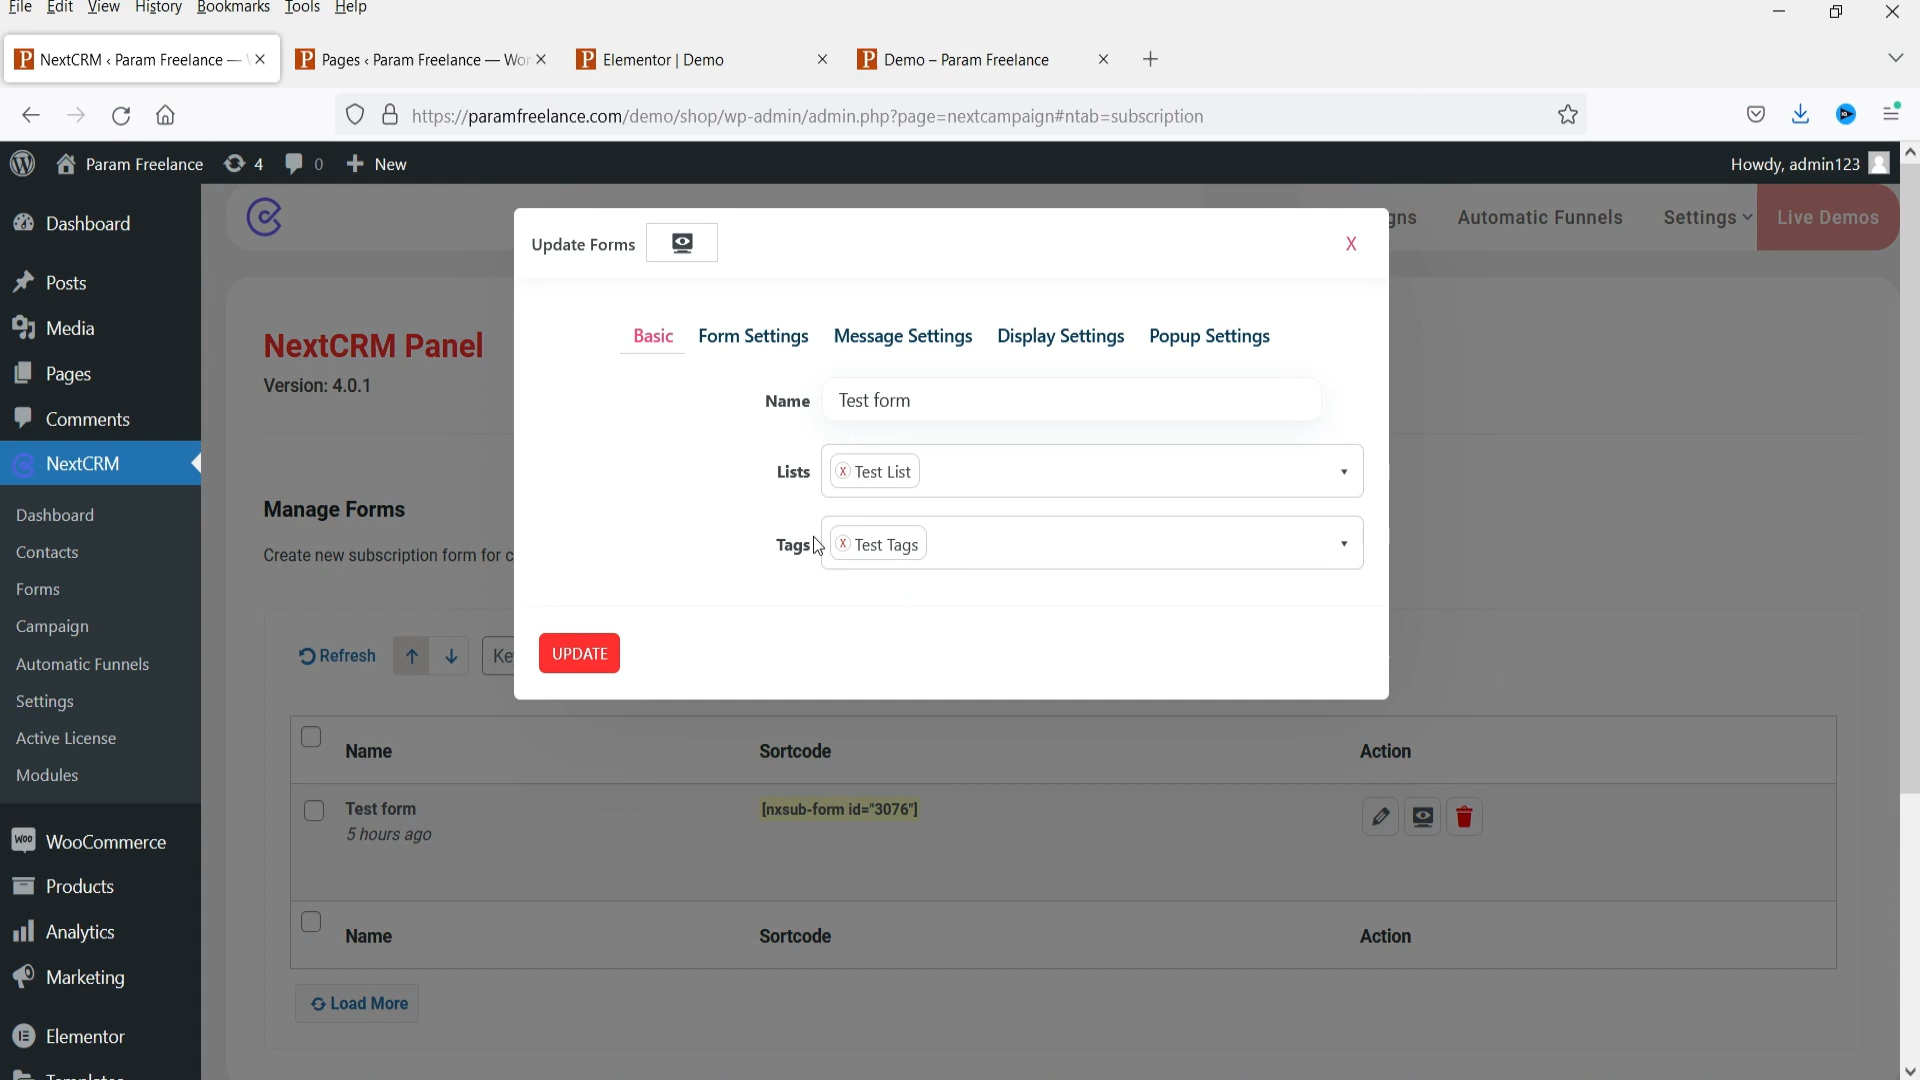 File Edit View History Bookmarks Tools Help
NextCRM ‹ Param Freelance —
Pages ‹ Param Freelance — Wor
Elementor | Demo
Demo – Param Freelance
https://paramfreelance.com/demo/shop/wp-admin/admin.php?page=nextcampaign#ntab=subscription
Param Freelance
4
0
New
Howdy, admin123
Dashboard
Posts
Media
Pages
Comments
NextCRM
Dashboard
Contacts
Forms
Campaign
Automatic Funnels
Settings
Active License
Modules
WooCommerce
Products
Analytics
Marketing
Elementor
gns
Automatic Funnels
Settings
Live Demos
NextCRM Panel
Version: 4.0.1
Manage Forms
Create new subscription form for c
Refresh
Ke
Update Forms
X
Basic
Form Settings
Message Settings
Display Settings
Popup Settings
Name
Test form
Lists
X Test List
Tags
X Test Tags
UPDATE
Name
Sortcode
Action
Test form
[nxsub-form id="3076"]
5 hours ago
Name
Sortcode
Action
Load More